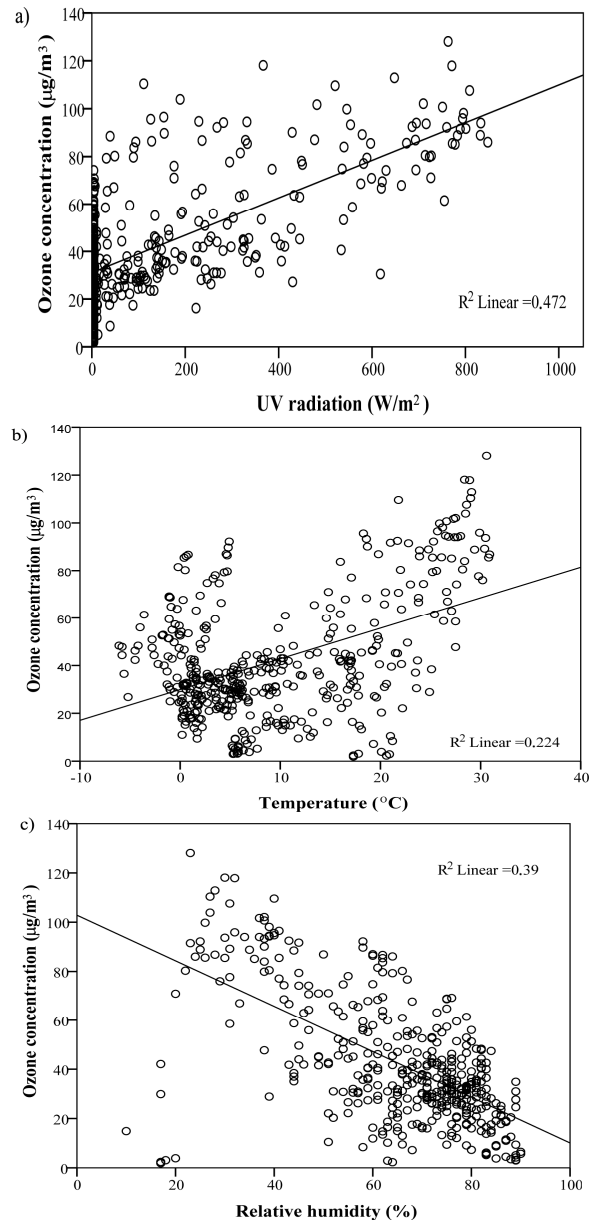 a)
140
120
100
80
60
40
20
0
Ozone concentration (µg/m³)
R² Linear =0.472
0 200 400 600 800 1000
UV radiation (W/m²)
b)
140
120
100
80
60
40
20
0
Ozone concentration (µg/m³)
R² Linear =0.224
-10 0 10 20 30 40
Temperature (°C)
c)
140
120
100
80
60
40
20
0
Ozone concentration (µg/m³)
R² Linear =0.39
0 20 40 60 80 100
Relative humidity (%)